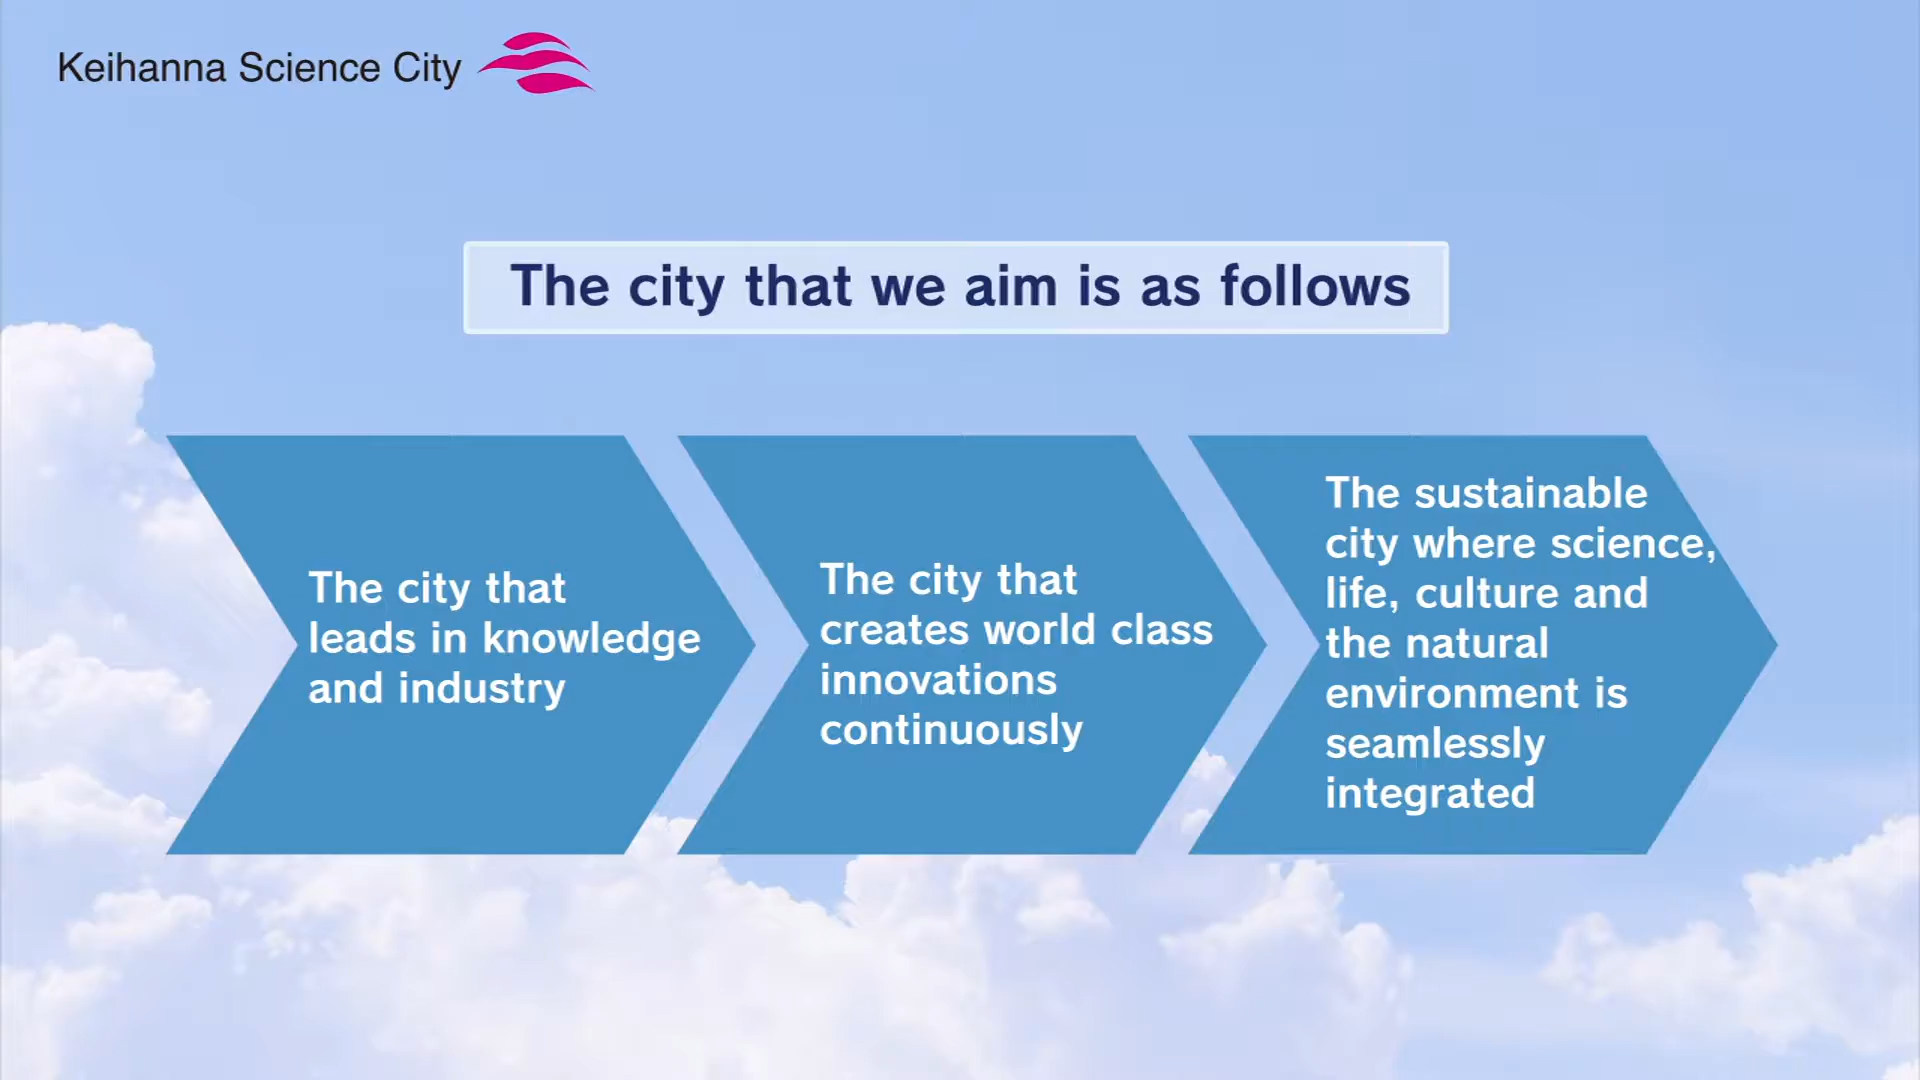 Keihanna Science City
The city that we aim is as follows
The city that
leads in knowledge
and industry
The city that
creates world class
innovations
continuously
The sustainable
city where science,
life, culture and
the natural
environment is
seamlessly
integrated